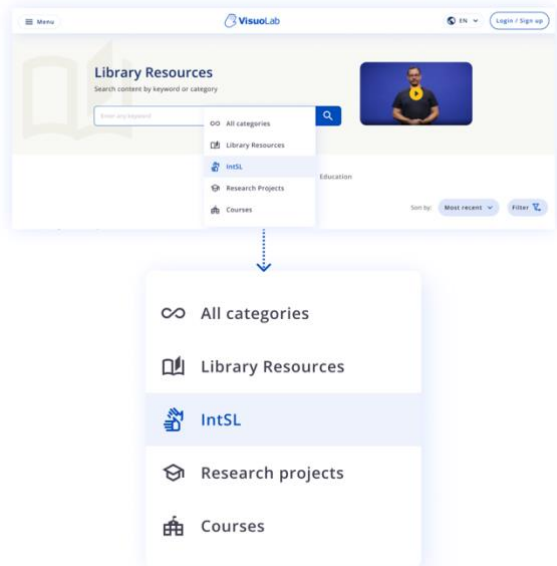 Menu
VisuoLab
EN
Login / Sign up
Library Resources
Search content by keyword or category
Enter any keyword
All categories
Library Resources
IntSL
Research Projects
Courses
Education
Sort by:
Most recent
Filter
All categories
Library Resources
IntSL
Research projects
Courses